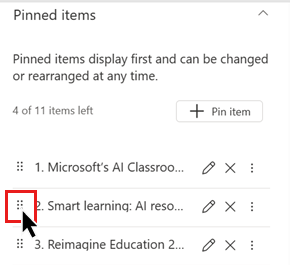 Pinned items
Pinned items display first and can be changed
or rearranged at any time.
4 of 11 items left
Pin item
1. Microsoft's AI Classroo...
2. Smart learning: AI reso...
3. Reimagine Education 2...